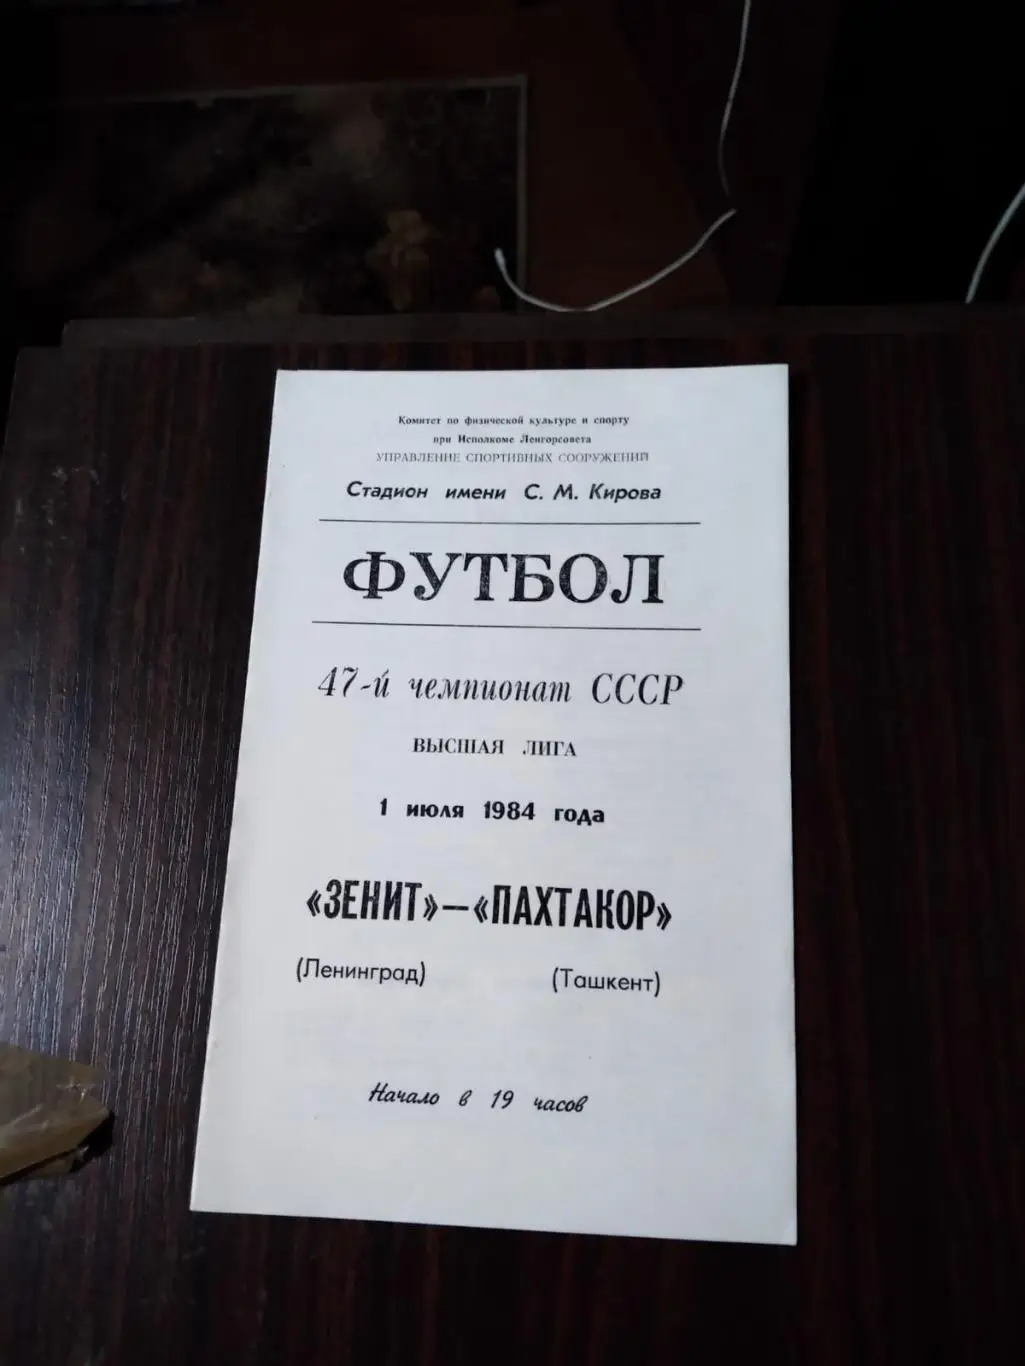 Комитет по физической культуре и спорту
при Исполкоме Ленгорсовета
УПРАВЛЕНИЕ СПОРТИВНЫХ СООРУЖЕНИЙ
Стадион имени С. М. Кирова
ФУТБОЛ
47-й чемпионат СССР
ВЫСШАЯ ЛИГА
1 июля 1984 года
«ЗЕНИТ»—«ПАХТАКОР»
(Ленинград) (Ташкент)
Начало в 19 часов